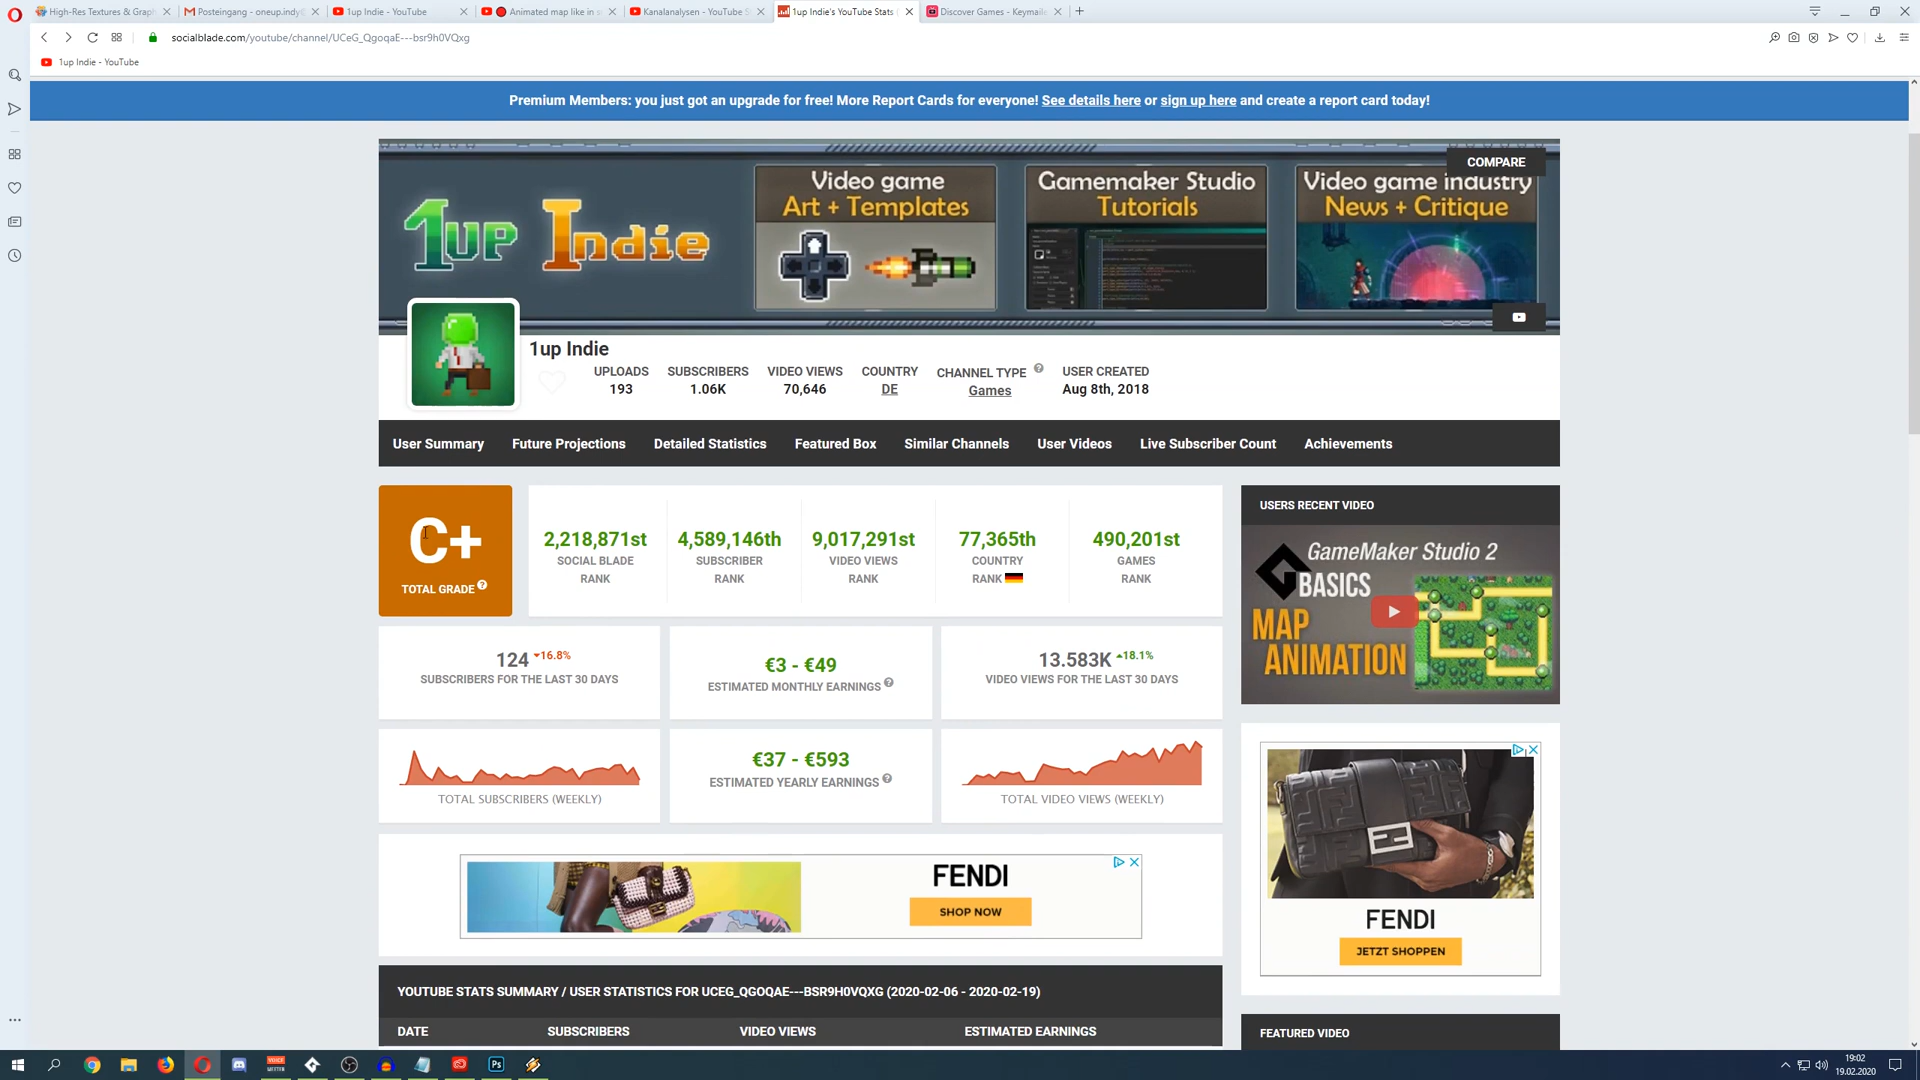 High-Res Textures & Graph
Posteingang - oneup.indy@
1up Indie - YouTube
Animated map like in s
Kanalanalysen - YouTube S
1up Indie's YouTube Stats
Discover Games - Keymaile
socialblade.com/youtube/channel/UCeG_QgoqaE---bsr9h0VQxg
1up Indie - YouTube
Premium Members: you just got an upgrade for free! More Report Cards for everyone! See details here or sign up here and create a report card today!
COMPARE
1up Indie
Video game
Art + Templates
Gamemaker Studio
Tutorials
Video game industry
News + Critique
1up Indie
UPLOADS
193
SUBSCRIBERS
1.06K
VIDEO VIEWS
70,646
COUNTRY
DE
CHANNEL TYPE
Games
USER CREATED
Aug 8th, 2018
User Summary
Future Projections
Detailed Statistics
Featured Box
Similar Channels
User Videos
Live Subscriber Count
Achievements
C+
TOTAL GRADE
2,218,871st
SOCIAL BLADE
RANK
4,589,146th
SUBSCRIBER
RANK
9,017,291st
VIDEO VIEWS
RANK
77,365th
COUNTRY
RANK
490,201st
GAMES
RANK
USERS RECENT VIDEO
GameMaker Studio 2
BASICS
MAP
ANIMATION
124 16.8%
SUBSCRIBERS FOR THE LAST 30 DAYS
€3 - €49
ESTIMATED MONTHLY EARNINGS
13.583K 18.1%
VIDEO VIEWS FOR THE LAST 30 DAYS
TOTAL SUBSCRIBERS (WEEKLY)
€37 - €593
ESTIMATED YEARLY EARNINGS
TOTAL VIDEO VIEWS (WEEKLY)
FENDI
SHOP NOW
FENDI
JETZT SHOPPEN
YOUTUBE STATS SUMMARY / USER STATISTICS FOR UCEG_QGOQAE---BSR9H0VQXG (2020-02-06 - 2020-02-19)
DATE
SUBSCRIBERS
VIDEO VIEWS
ESTIMATED EARNINGS
FEATURED VIDEO
Ps
19:02
19.02.2020